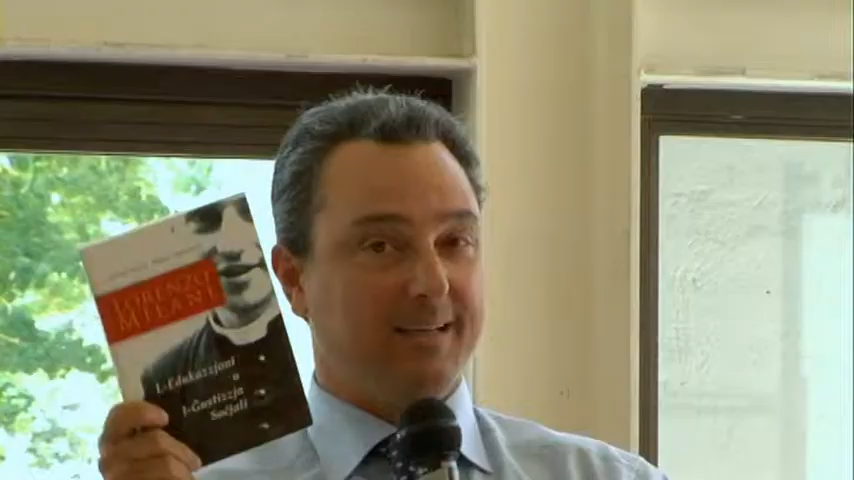 LORENZO
MILANI
L-Edukazzjoni
u
l-Ġustizzja
Soċjali